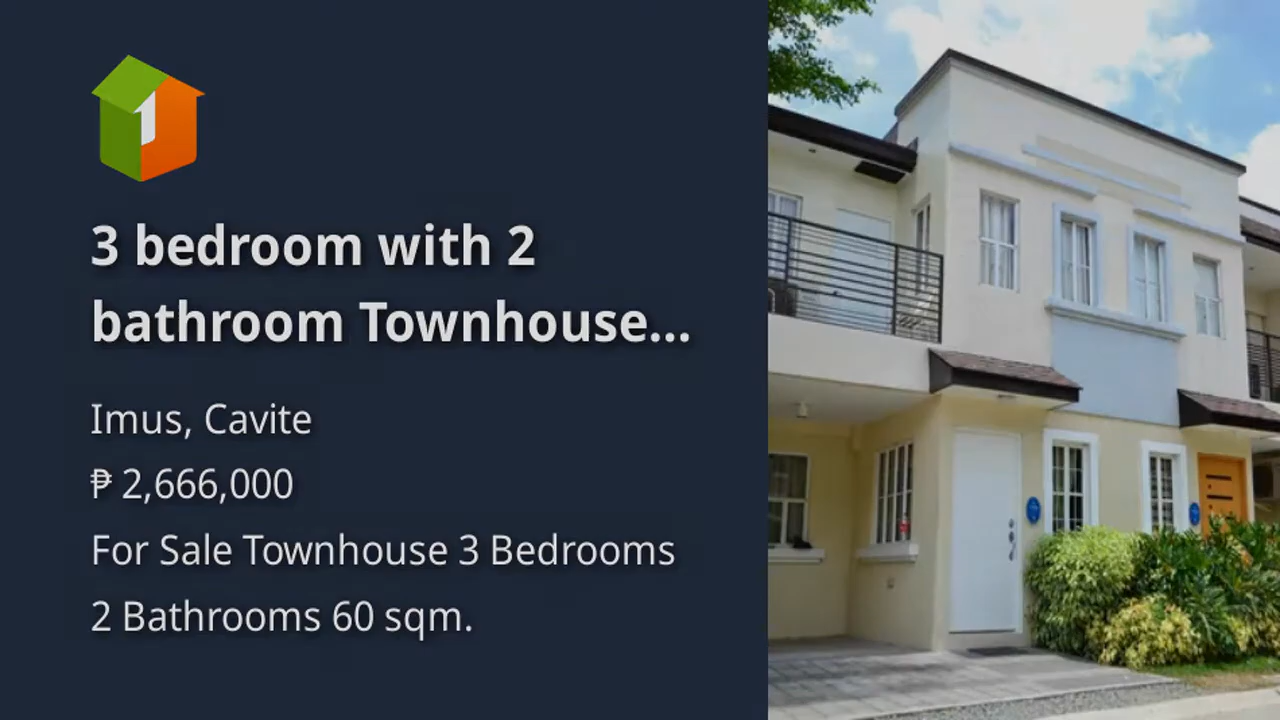 3 bedroom with 2
bathroom Townhouse...
Imus, Cavite
₱ 2,666,000
For Sale Townhouse 3 Bedrooms
2 Bathrooms 60 sqm.